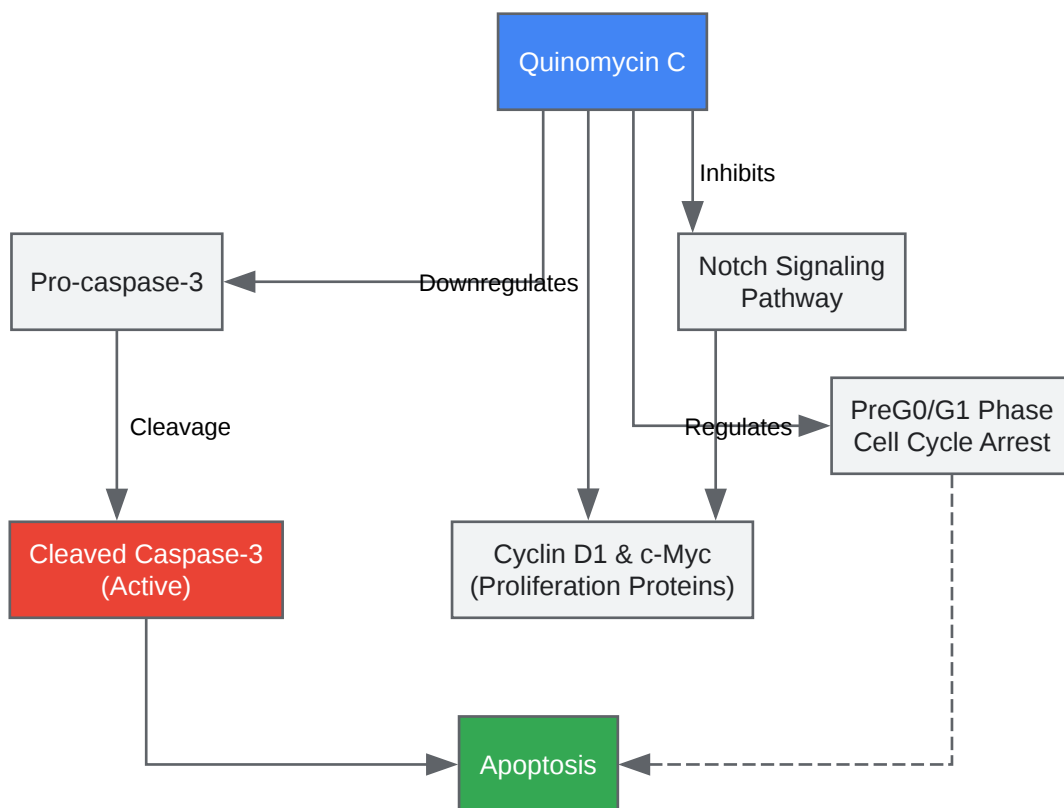 Quinomycin C
Inhibits
Pro-caspase-3
Downregulates
Notch Signaling
Pathway
Cleavage
Regulates
PreG0/G1 Phase
Cell Cycle Arrest
Cleaved Caspase-3
(Active)
Cyclin D1 & c-Myc
(Proliferation Proteins)
Apoptosis